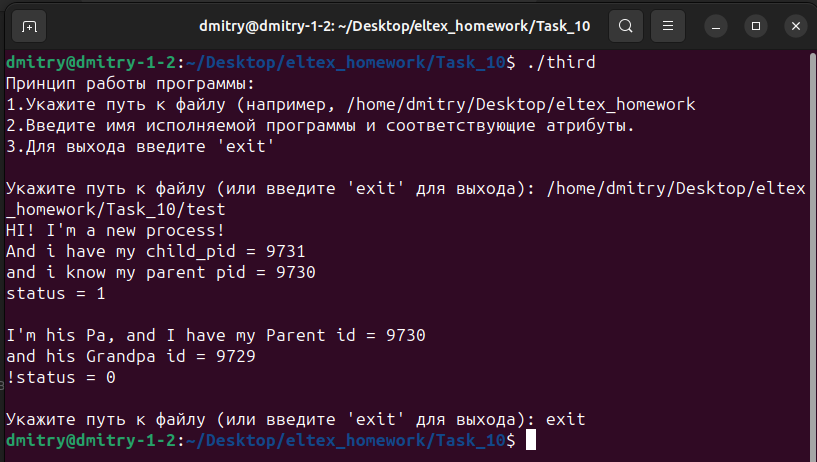 dmitry@dmitry-1-2: ~/Desktop/eltex_homework/Task_10
dmitry@dmitry-1-2:~/Desktop/eltex_homework/Task_10$ ./third
Принцип работы программы:
1.Укажите путь к файлу (например, /home/dmitry/Desktop/eltex_homework
2.Введите имя исполняемой программы и соответствующие атрибуты.
3.Для выхода введите 'exit'
Укажите путь к файлу (или введите 'exit' для выхода): /home/dmitry/Desktop/eltex
_homework/Task_10/test
HI! I'm a new process!
And i have my child_pid = 9731
and i know my parent pid = 9730
status = 1
I'm his Pa, and I have my Parent id = 9730
and his Grandpa id = 9729
!status = 0
Укажите путь к файлу (или введите 'exit' для выхода): exit
dmitry@dmitry-1-2:~/Desktop/eltex_homework/Task_10$